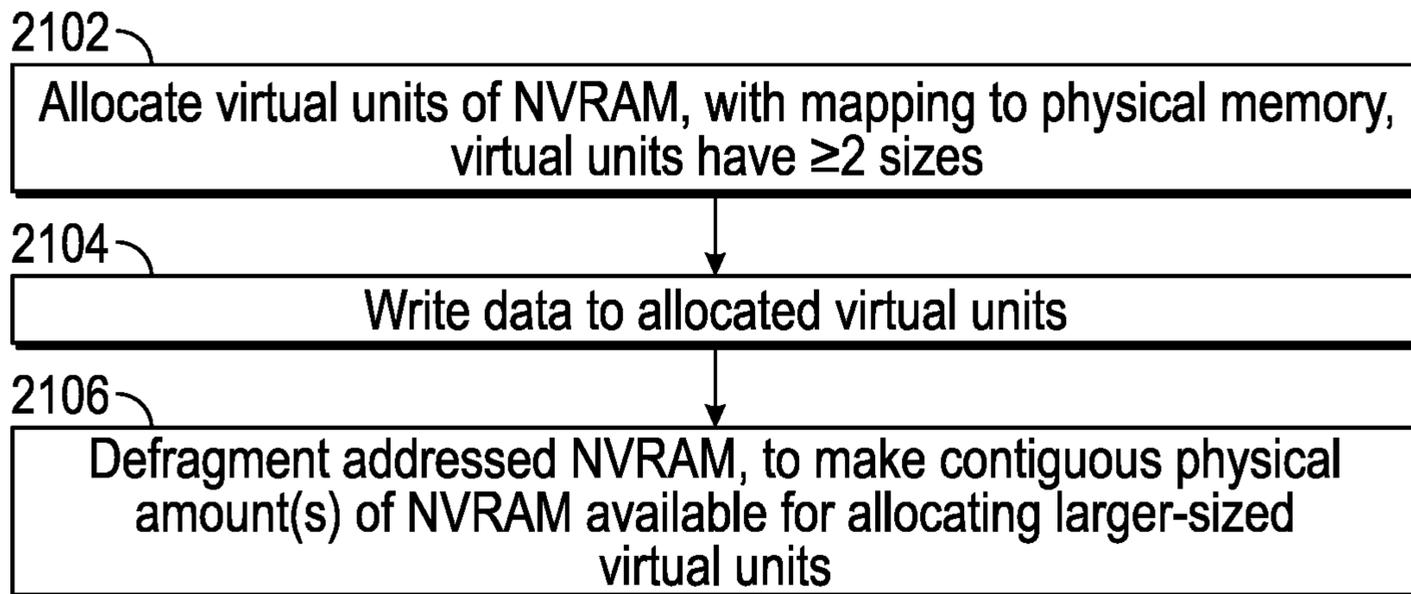 2102
Allocate virtual units of NVRAM, with mapping to physical memory,
virtual units have ≥2 sizes
2104
Write data to allocated virtual units
2106
Defragment addressed NVRAM, to make contiguous physical
amount(s) of NVRAM available for allocating larger-sized
virtual units